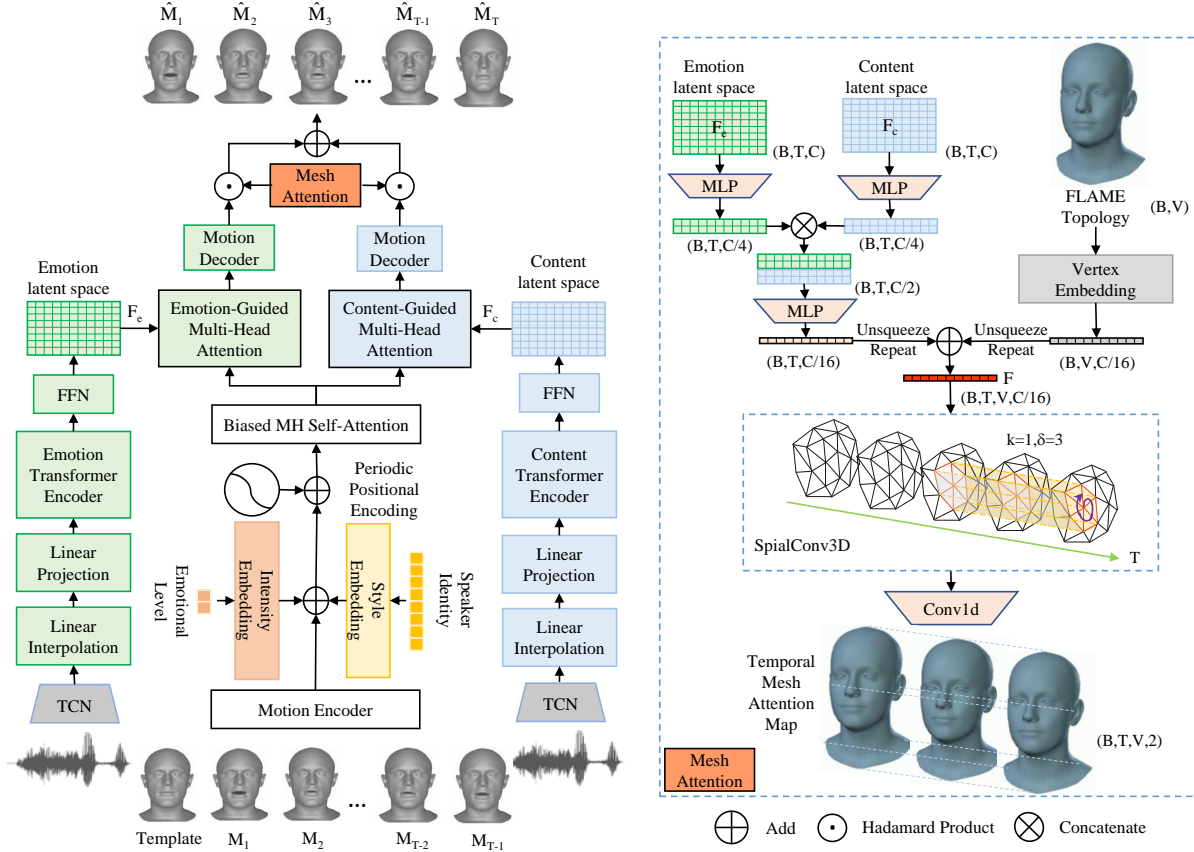 M̂1 M̂2 M̂3 M̂T-1 M̂T
...
Mesh
Attention
Motion
Decoder
Motion
Decoder
Emotion
latent space
Fe
Emotion-Guided
Multi-Head
Attention
Content-Guided
Multi-Head
Attention
Fc
Content
latent space
FFN
FFN
Biased MH Self-Attention
Emotion
Transformer
Encoder
Periodic
Positional
Encoding
Content
Transformer
Encoder
Linear
Projection
Linear
Projection
Emotional
Level
Intensity
Embedding
Style
Embedding
Speaker
Identity
Linear
Interpolation
Linear
Interpolation
TCN
Motion Encoder
TCN
...
Template M1 M2 MT-2 MT-1
Emotion
latent space
Content
latent space
Fe
Fc
(B,T,C)
(B,T,C)
MLP
MLP
FLAME
Topology
(B,V)
(B,T,C/4)
(B,T,C/4)
(B,T,C/2)
Vertex
Embedding
MLP
Unsqueeze
Repeat
Unsqueeze
Repeat
(B,T,C/16)
(B,V,C/16)
F
(B,T,V,C/16)
k=1,δ=3
SpialConv3D
T
Conv1d
Temporal
Mesh
Attention
Map
(B,T,V,2)
Mesh
Attention
Add Hadamard Product Concatenate